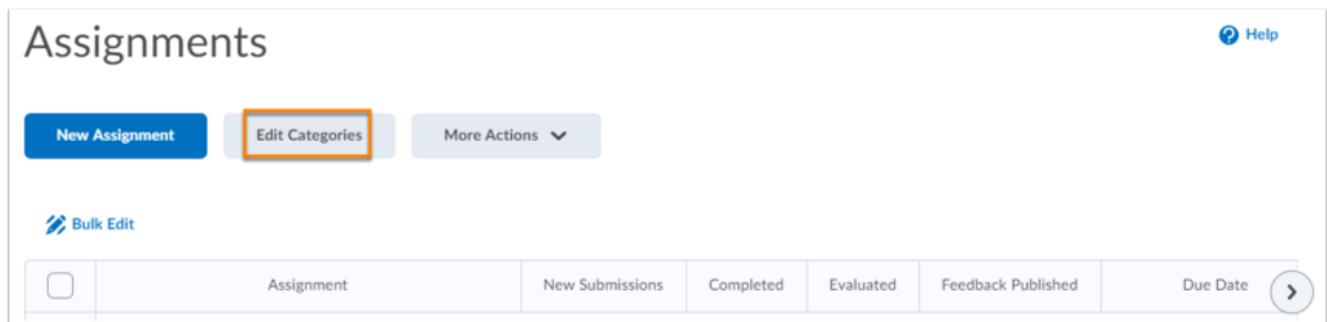 Assignments
Help
New Assignment
Edit Categories
More Actions
Bulk Edit
Assignment
New Submissions
Completed
Evaluated
Feedback Published
Due Date